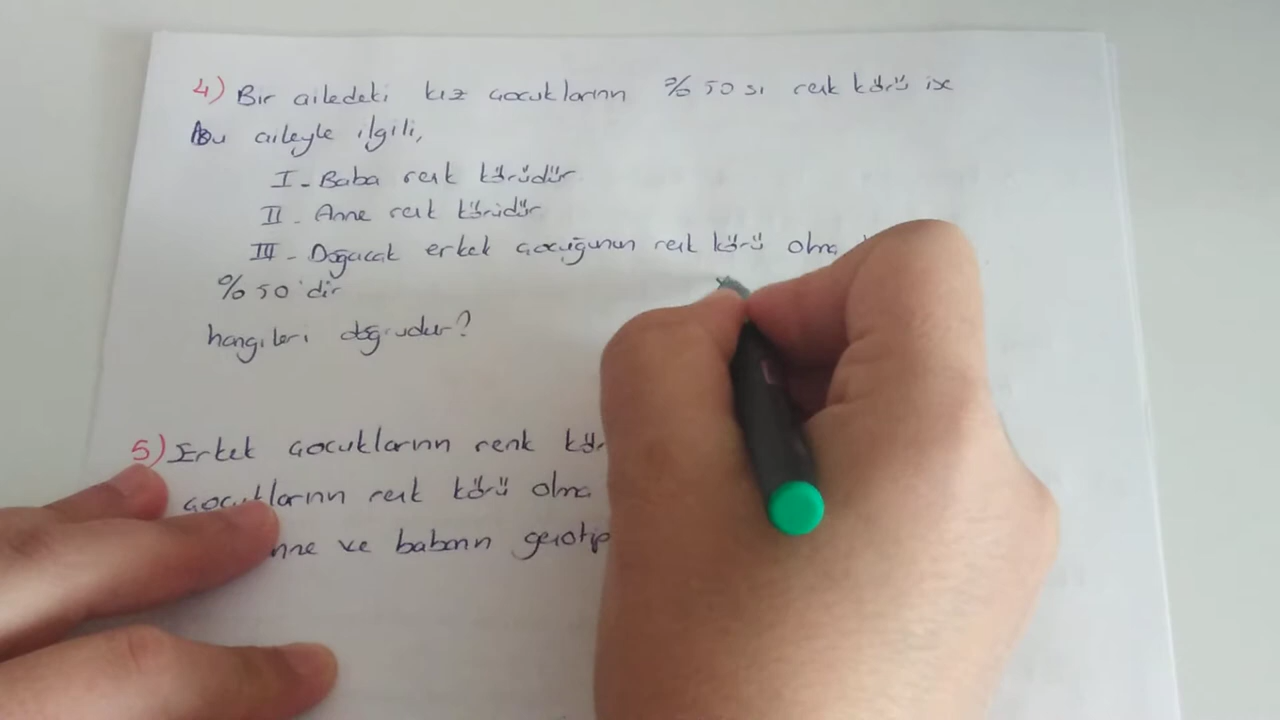 4) Bir ailedeki kız çocukların %50 si renk körü ise
Bu aileyle ilgili,
I - Baba renk körüdür
II - Anne renk körüdür
III - Doğacak erkek çocuğunun renk körü olma
%50'dir
hangileri doğrudur?
5) Erkek çocukların renk kör
çocukların renk körü olma
nne ve babanın genotip